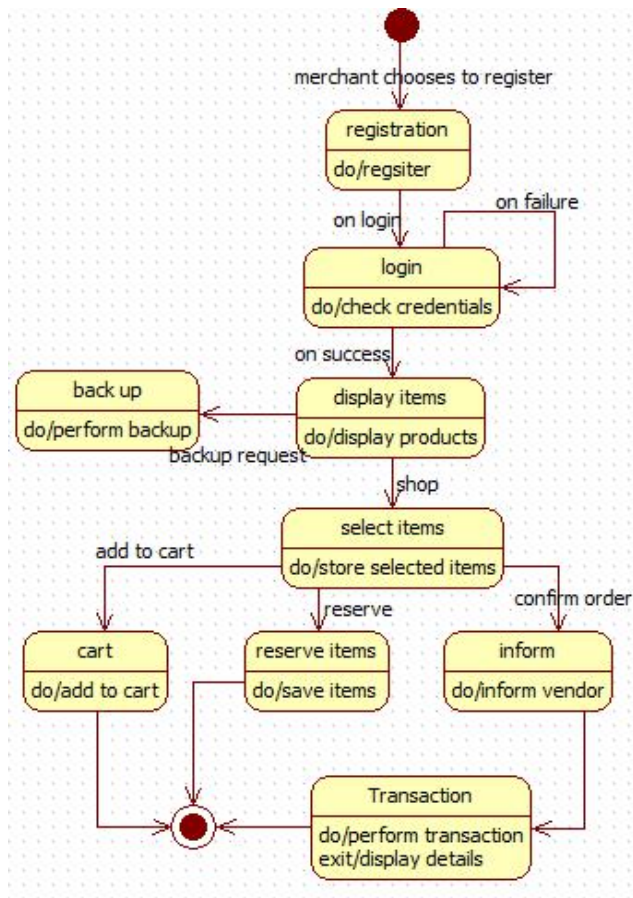 merchant chooses to register
registration
do/regsiter
on login
on failure
login
do/check credentials
on success
back up
do/perform backup
backup request
display items
do/display products
shop
select items
do/store selected items
add to cart
reserve
confirm order
cart
do/add to cart
reserve items
do/save items
inform
do/inform vendor
Transaction
do/perform transaction
exit/display details